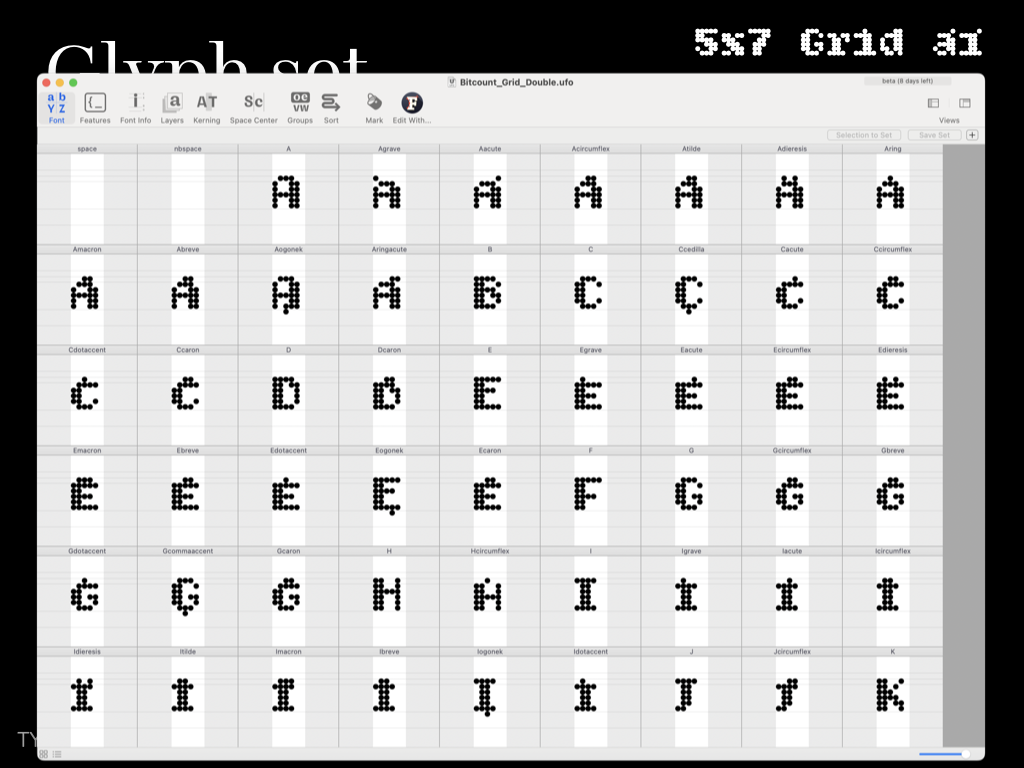 Glyph set
5x7 Grid
Bitcount_Grid_Double.ufo
beta (8 days left)
ab
YZ
Font
Features
Font Info
Layers
Kerning
Space Center
Groups
Sort
Mark
Edit With...
Views
Selection to Set
Save Set
space nbspace A Agrave Aacute Acircumflex Atilde Adieresis Aring
A À Á Â Ã Ä Å
Amacron Abreve Aogonek Aringacute B C Ccedilla Cacute Ccircumflex
Ā Ă Ą Ǻ B C Ç Ć Ĉ
Cdotaccent Ccaron D Dcaron E Egrave Eacute Ecircumflex Edieresis
Ċ Č D Ď E È É Ê Ë
Emacron Ebreve Edotaccent Eogonek Ecaron F G Gcircumflex Gbreve
Ē Ĕ Ė Ę Ě F G Ĝ Ğ
Gdotaccent Gcommaaccent Gcaron H Hcircumflex I Igrave Iacute Icircumflex
Ġ Ģ Ǧ H Ĥ I Ì Í Î
Idieresis Itilde Imacron Ibreve Iogonek Idotaccent J Jcircumflex K
Ï Ĩ Ī Ĭ Į İ J Ĵ K
TY